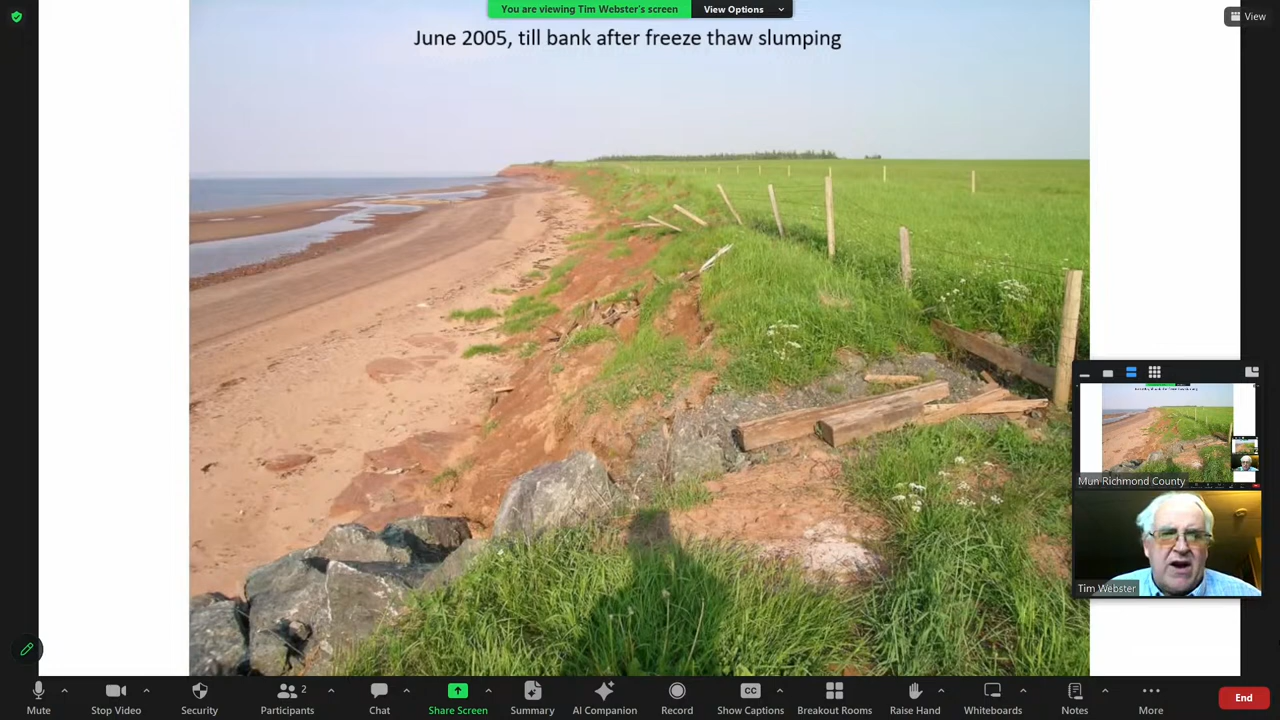 You are viewing Tim Webster's screen
View Options
View
June 2005, till bank after freeze thaw slumping
Mun Richmond County
Tim Webster
Mute
Stop Video
Security
Participants
2
Chat
Share Screen
Summary
AI Companion
Record
CC
Show Captions
Breakout Rooms
Raise Hand
Whiteboards
Notes
More
End